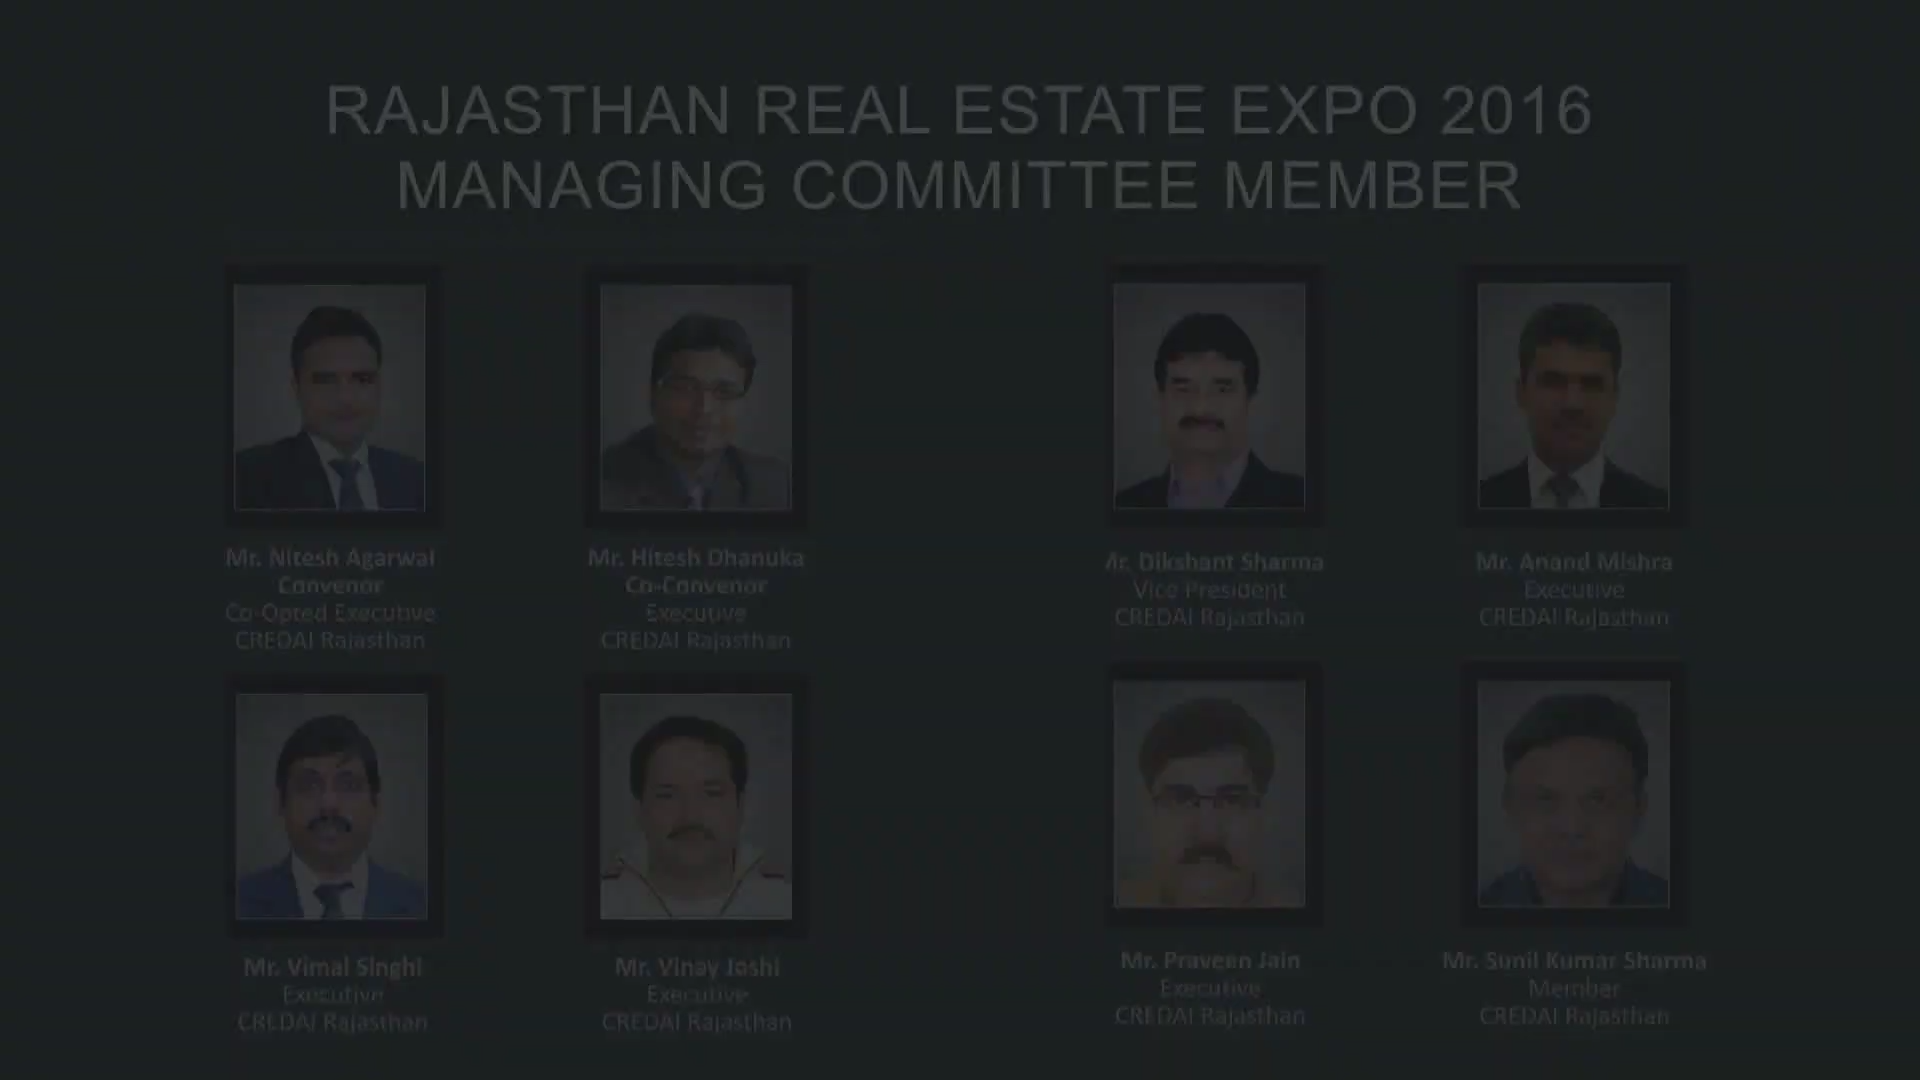 RAJASTHAN REAL ESTATE EXPO 2016
MANAGING COMMITTEE MEMBER
Mr. Nitesh Agarwal
Convenor
Co-Opted Executive
CREDAI Rajasthan
Mr. Hitesh Dhanuka
Co-Convenor
Executive
CREDAI Rajasthan
Mr. Dikshant Sharma
Vice President
CREDAI Rajasthan
Mr. Anand Mishra
Executive
CREDAI Rajasthan
Mr. Vimal Singhi
Executive
CREDAI Rajasthan
Mr. Vinay Joshi
Executive
CREDAI Rajasthan
Mr. Praveen Jain
Executive
CREDAI Rajasthan
Mr. Sunil Kumar Sharma
Member
CREDAI Rajasthan